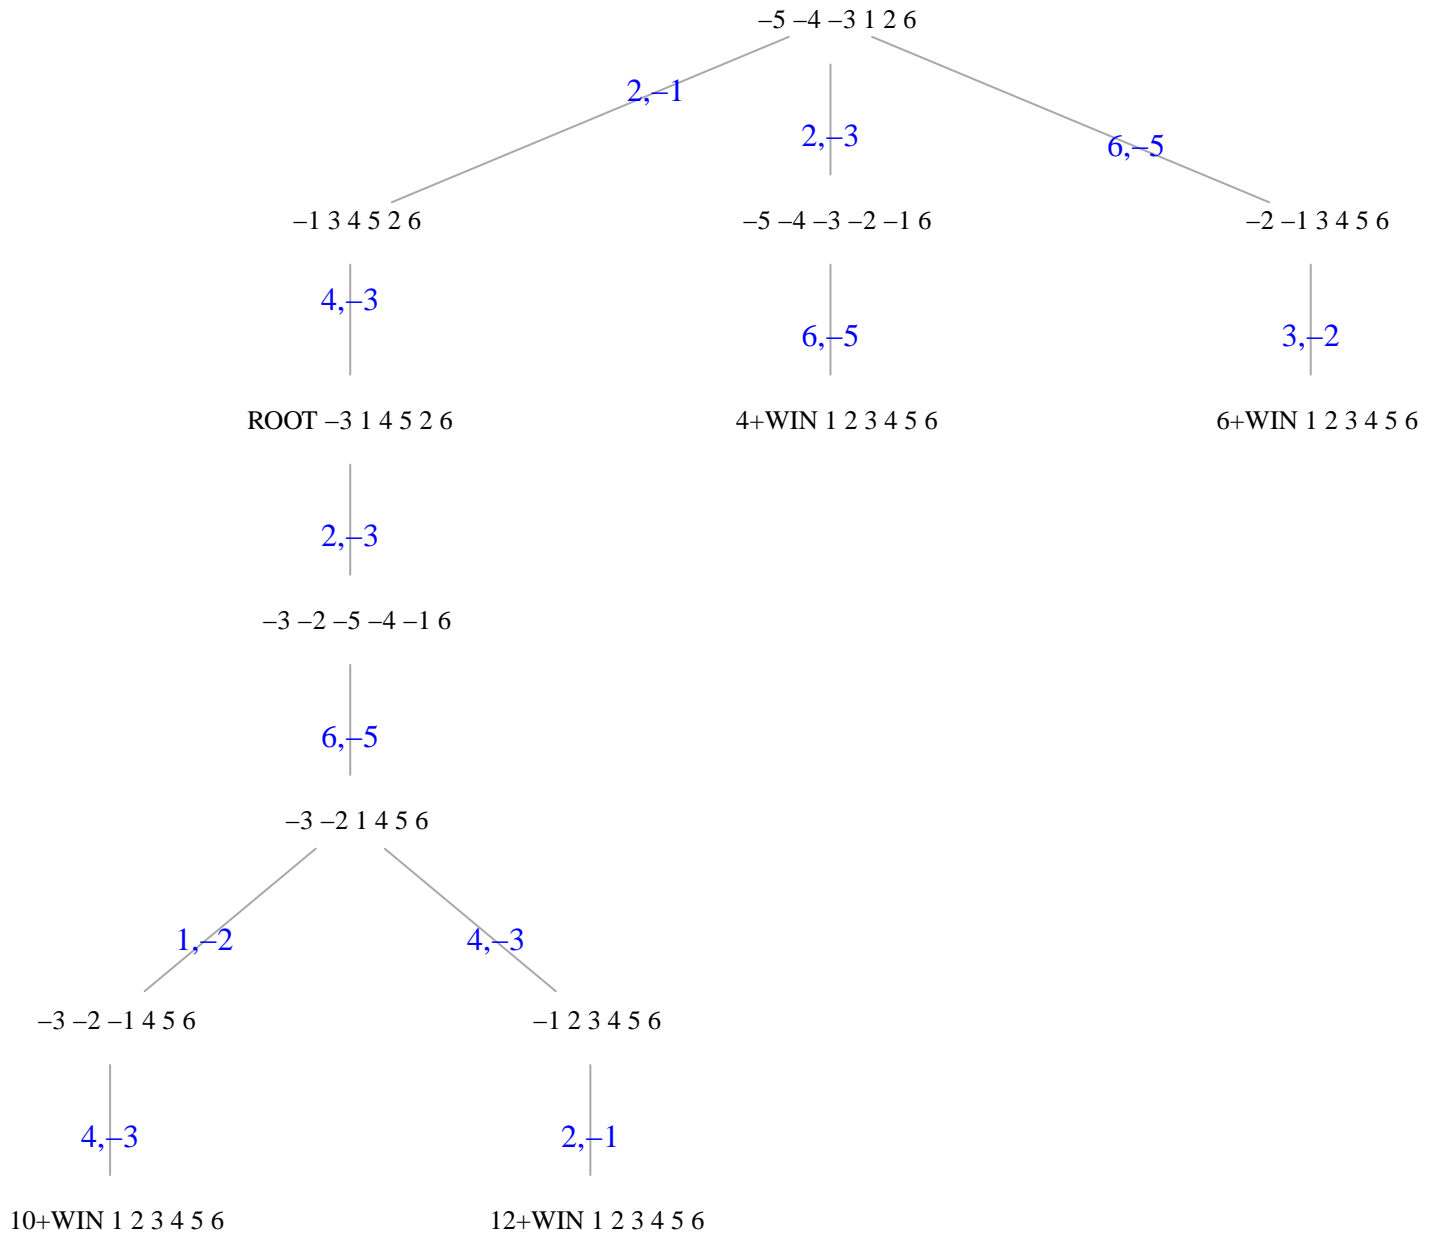 –5 –4 –3 1 2 6
2,–1
2,–3
6,–5
–1 3 4 5 2 6
–5 –4 –3 –2 –1 6
–2 –1 3 4 5 6
4,–3
6,–5
3,–2
ROOT –3 1 4 5 2 6
4+WIN 1 2 3 4 5 6
6+WIN 1 2 3 4 5 6
2,–3
–3 –2 –5 –4 –1 6
6,–5
–3 –2 1 4 5 6
1,–2
4,–3
–3 –2 –1 4 5 6
–1 2 3 4 5 6
4,–3
2,–1
10+WIN 1 2 3 4 5 6
12+WIN 1 2 3 4 5 6